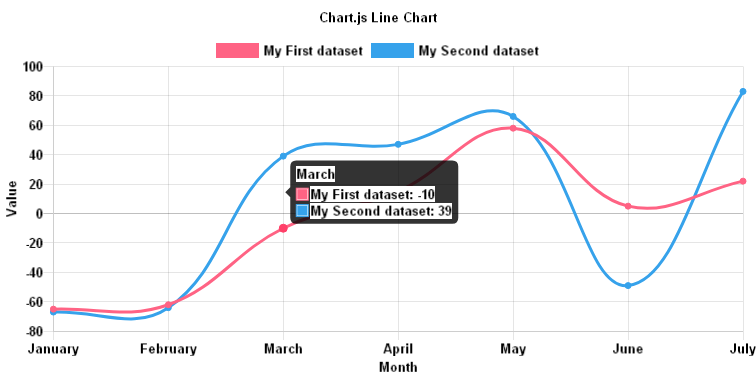 Chart.js Line Chart
My First dataset My Second dataset
100
80
60
40
20
0
-20
-40
-60
-80
Value
March
My First dataset: -10
My Second dataset: 39
January February March April May June July
Month